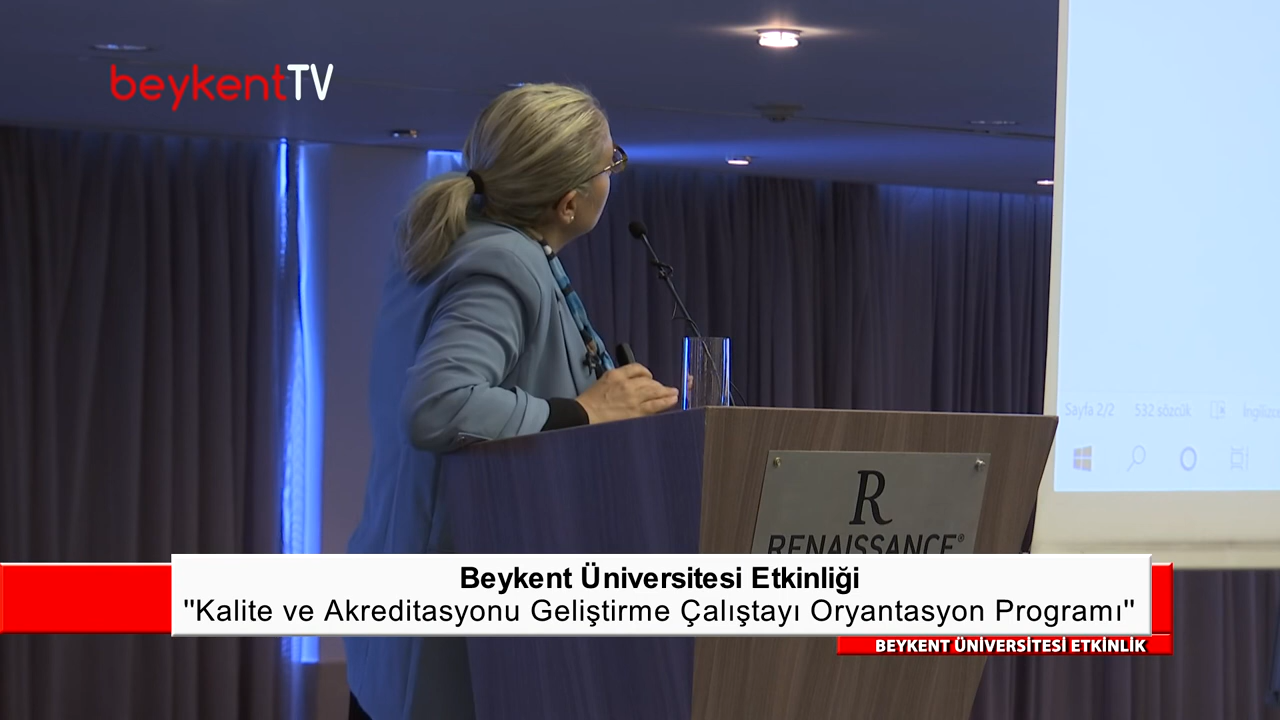 beykentTV
Sayfa 2/2 532 sözcük
R
RENAISSANCE®
Beykent Üniversitesi Etkinliği
"Kalite ve Akreditasyonu Geliştirme Çalıştayı Oryantasyon Programı"
BEYKENT ÜNİVERSİTESİ ETKİNLİK